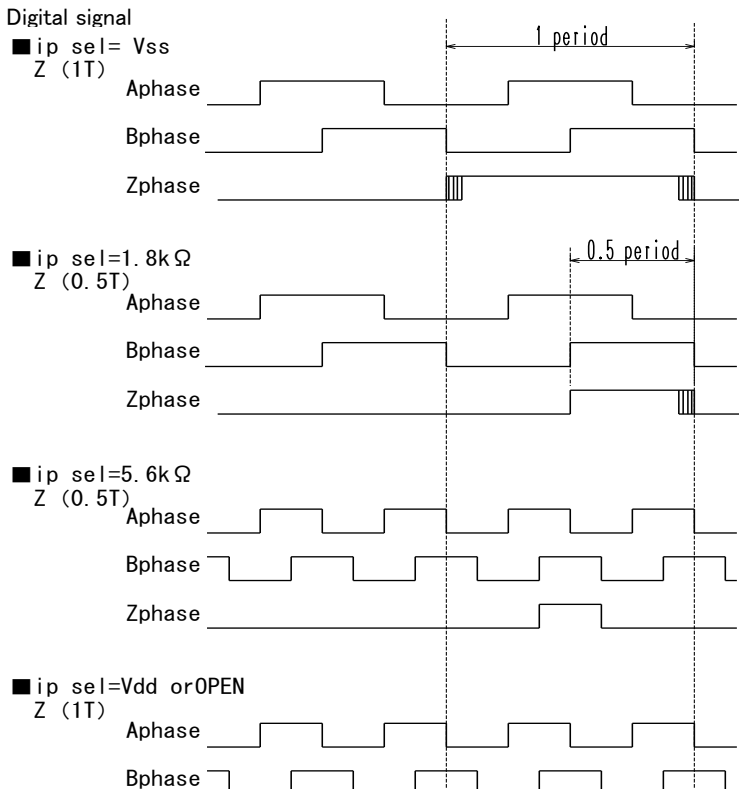 Digital signal
■ip sel= Vss
Z (1T)
1 period
Aphase
Bphase
Zphase
■ip sel=1.8kΩ
Z (0.5T)
0.5 period
Aphase
Bphase
Zphase
■ip sel=5.6kΩ
Z (0.5T)
Aphase
Bphase
Zphase
■ip sel=Vdd orOPEN
Z (1T)
Aphase
Bphase